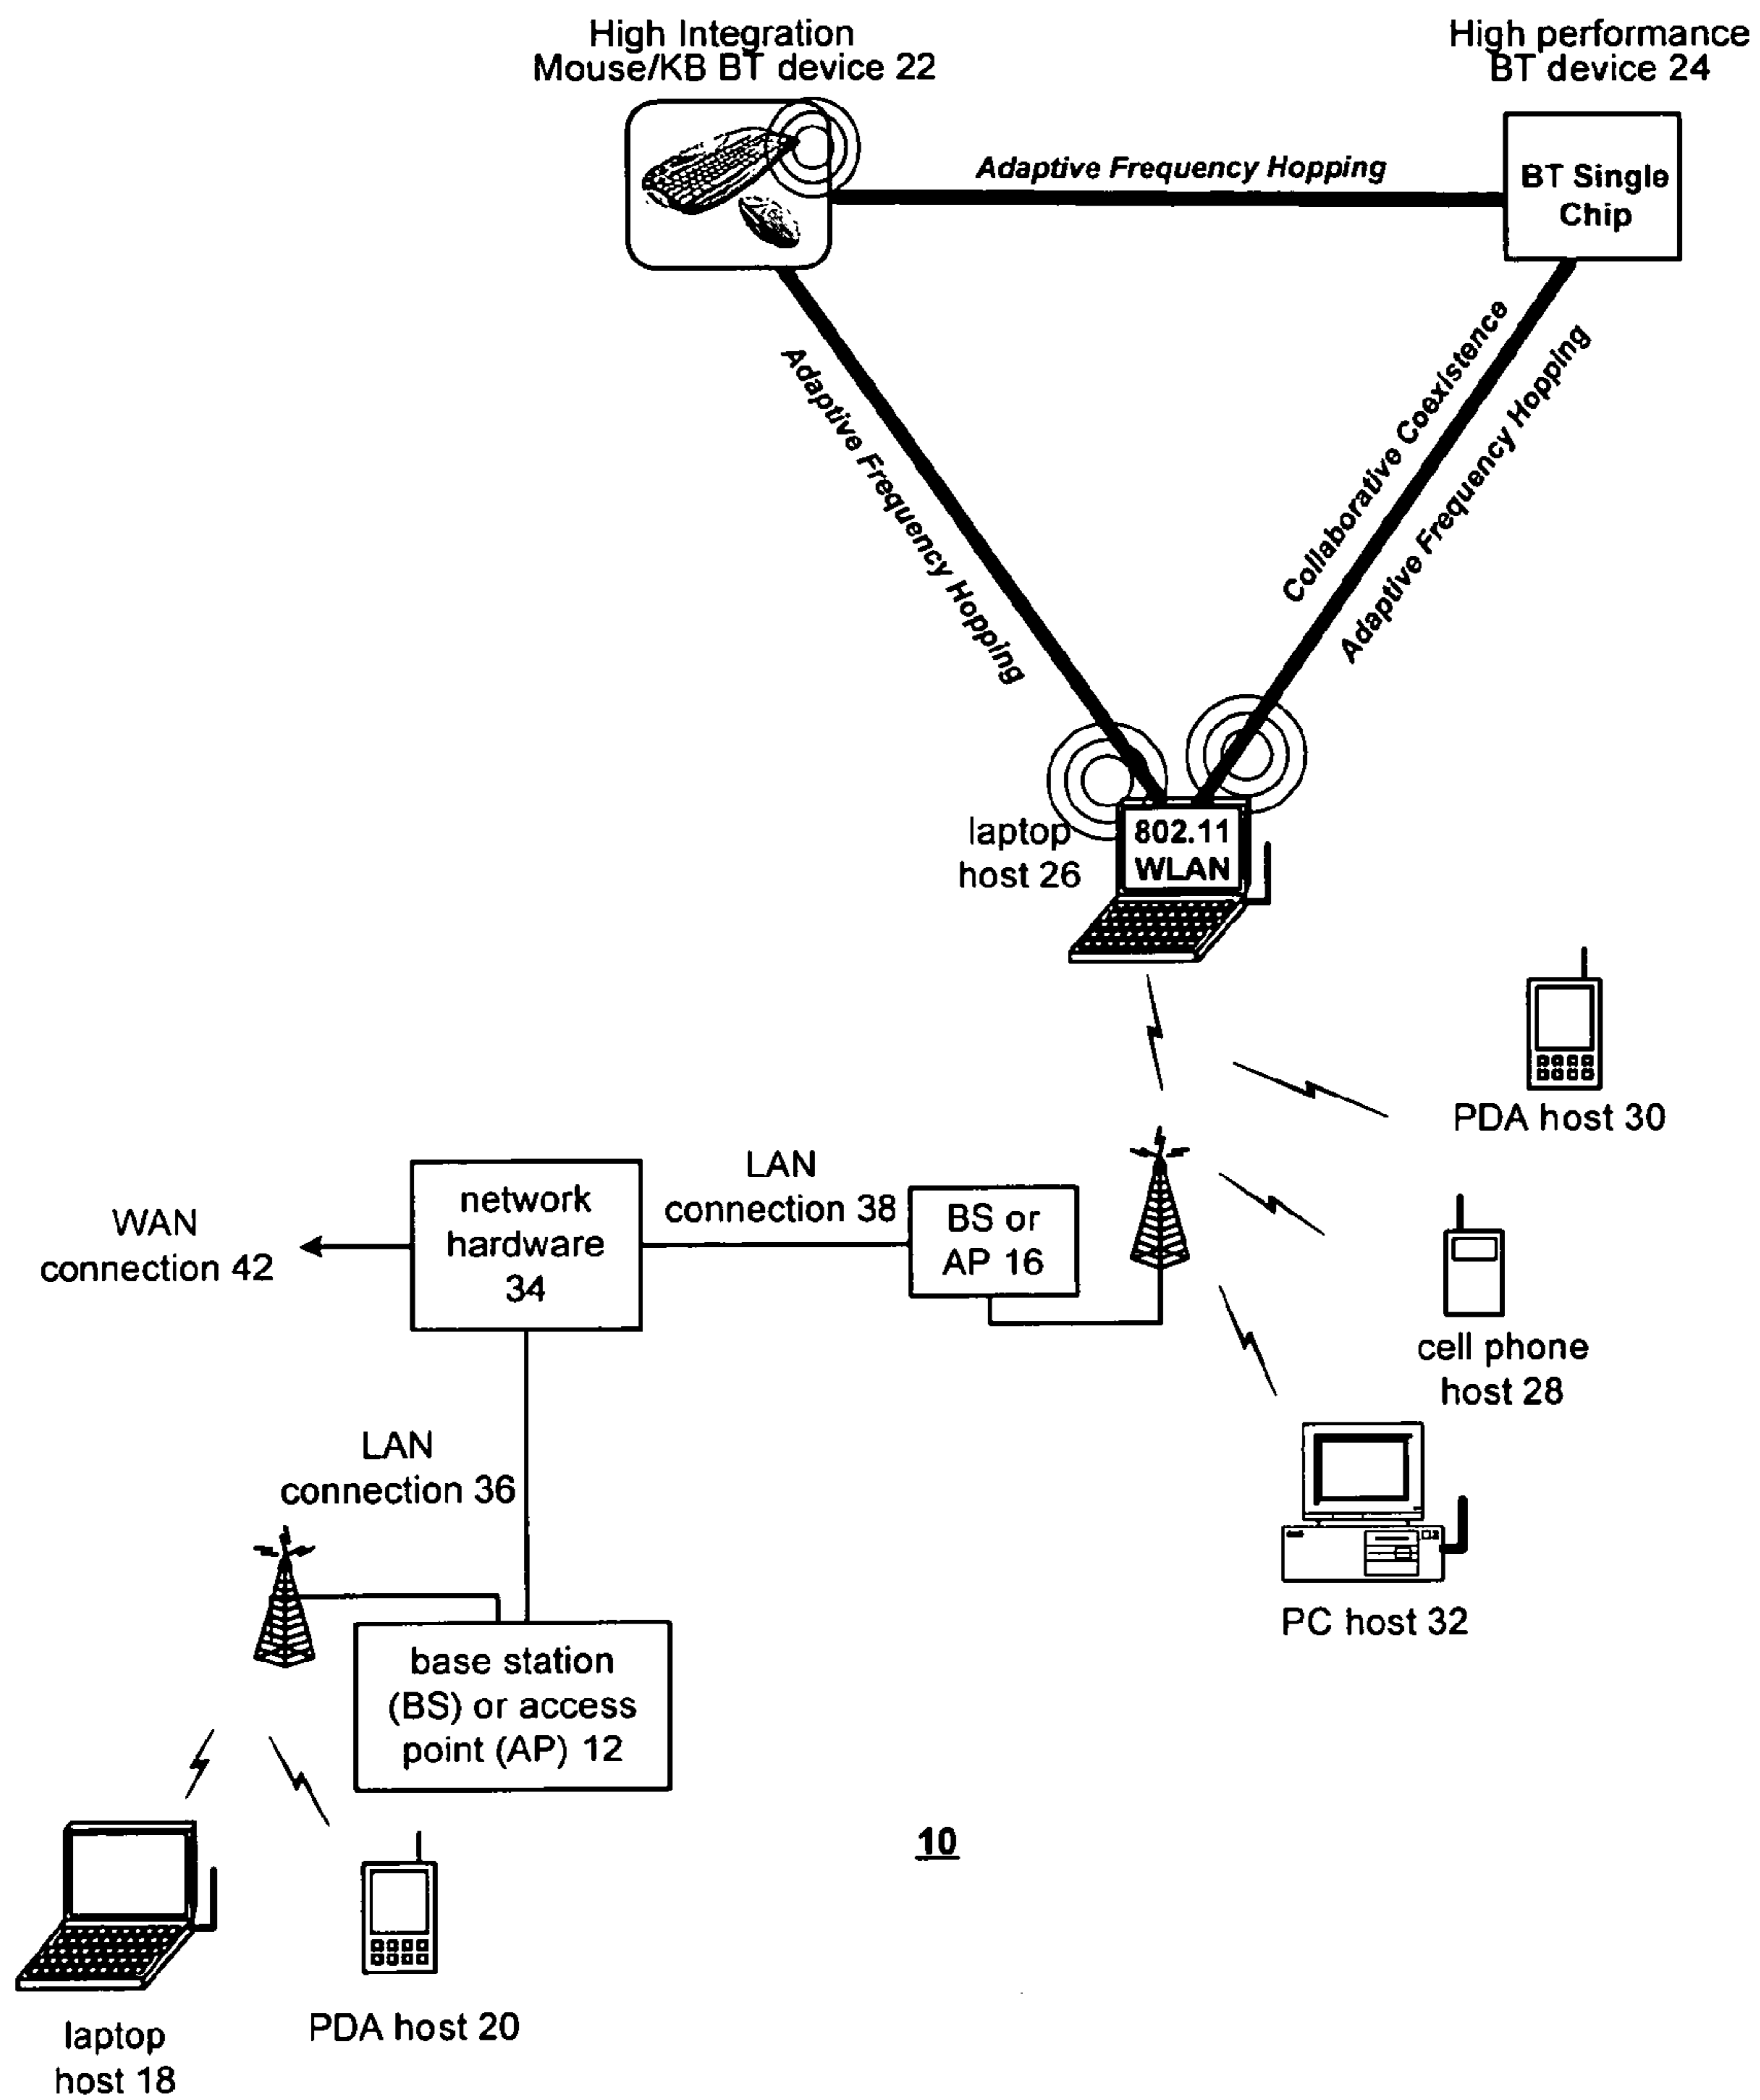 High Integration
Mouse/KB BT device 22
High performance
BT device 24
Adaptive Frequency Hopping
BT Single
Chip
Adaptive Frequency Hopping
Collaborative Coexistence
Adaptive Frequency Hopping
laptop
host 26
802.11
WLAN
PDA host 30
LAN
connection 38
network
hardware
34
WAN
connection 42
BS or
AP 16
cell phone
host 28
LAN
connection 36
PC host 32
base station
(BS) or access
point (AP) 12
10
laptop
host 18
PDA host 20